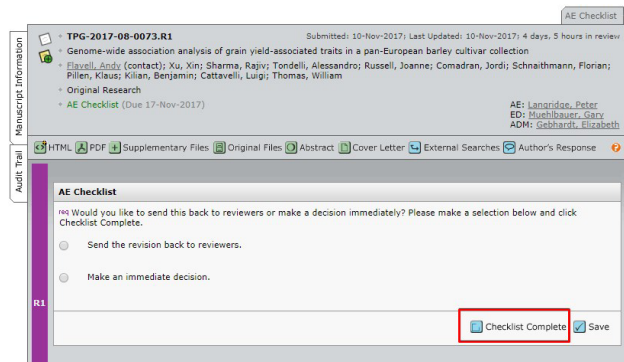 AE Checklist
Manuscript Information
Audit Trail
TPG-2017-08-0073.R1
Submitted: 10-Nov-2017; Last Updated: 10-Nov-2017; 4 days, 5 hours in review
Genome-wide association analysis of grain yield-associated traits in a pan-European barley cultivar collection
Flavell, Andy (contact); Xu, Xin; Sharma, Rajiv; Tondelli, Alessandro; Russell, Joanne; Comadran, Jordi; Schnaithmann, Florian;
Pillen, Klaus; Kilian, Benjamin; Cattavelli, Luigi; Thomas, William
Original Research
AE Checklist (Due 17-Nov-2017)
AE: Langridge, Peter
ED: Muehlbauer, Gary
ADM: Gebhardt, Elizabeth
HTML PDF Supplementary Files Original Files Abstract Cover Letter External Searches Author's Response
R1
AE Checklist
req Would you like to send this back to reviewers or make a decision immediately? Please make a selection below and click
Checklist Complete.
Send the revision back to reviewers.
Make an immediate decision.
Checklist Complete Save